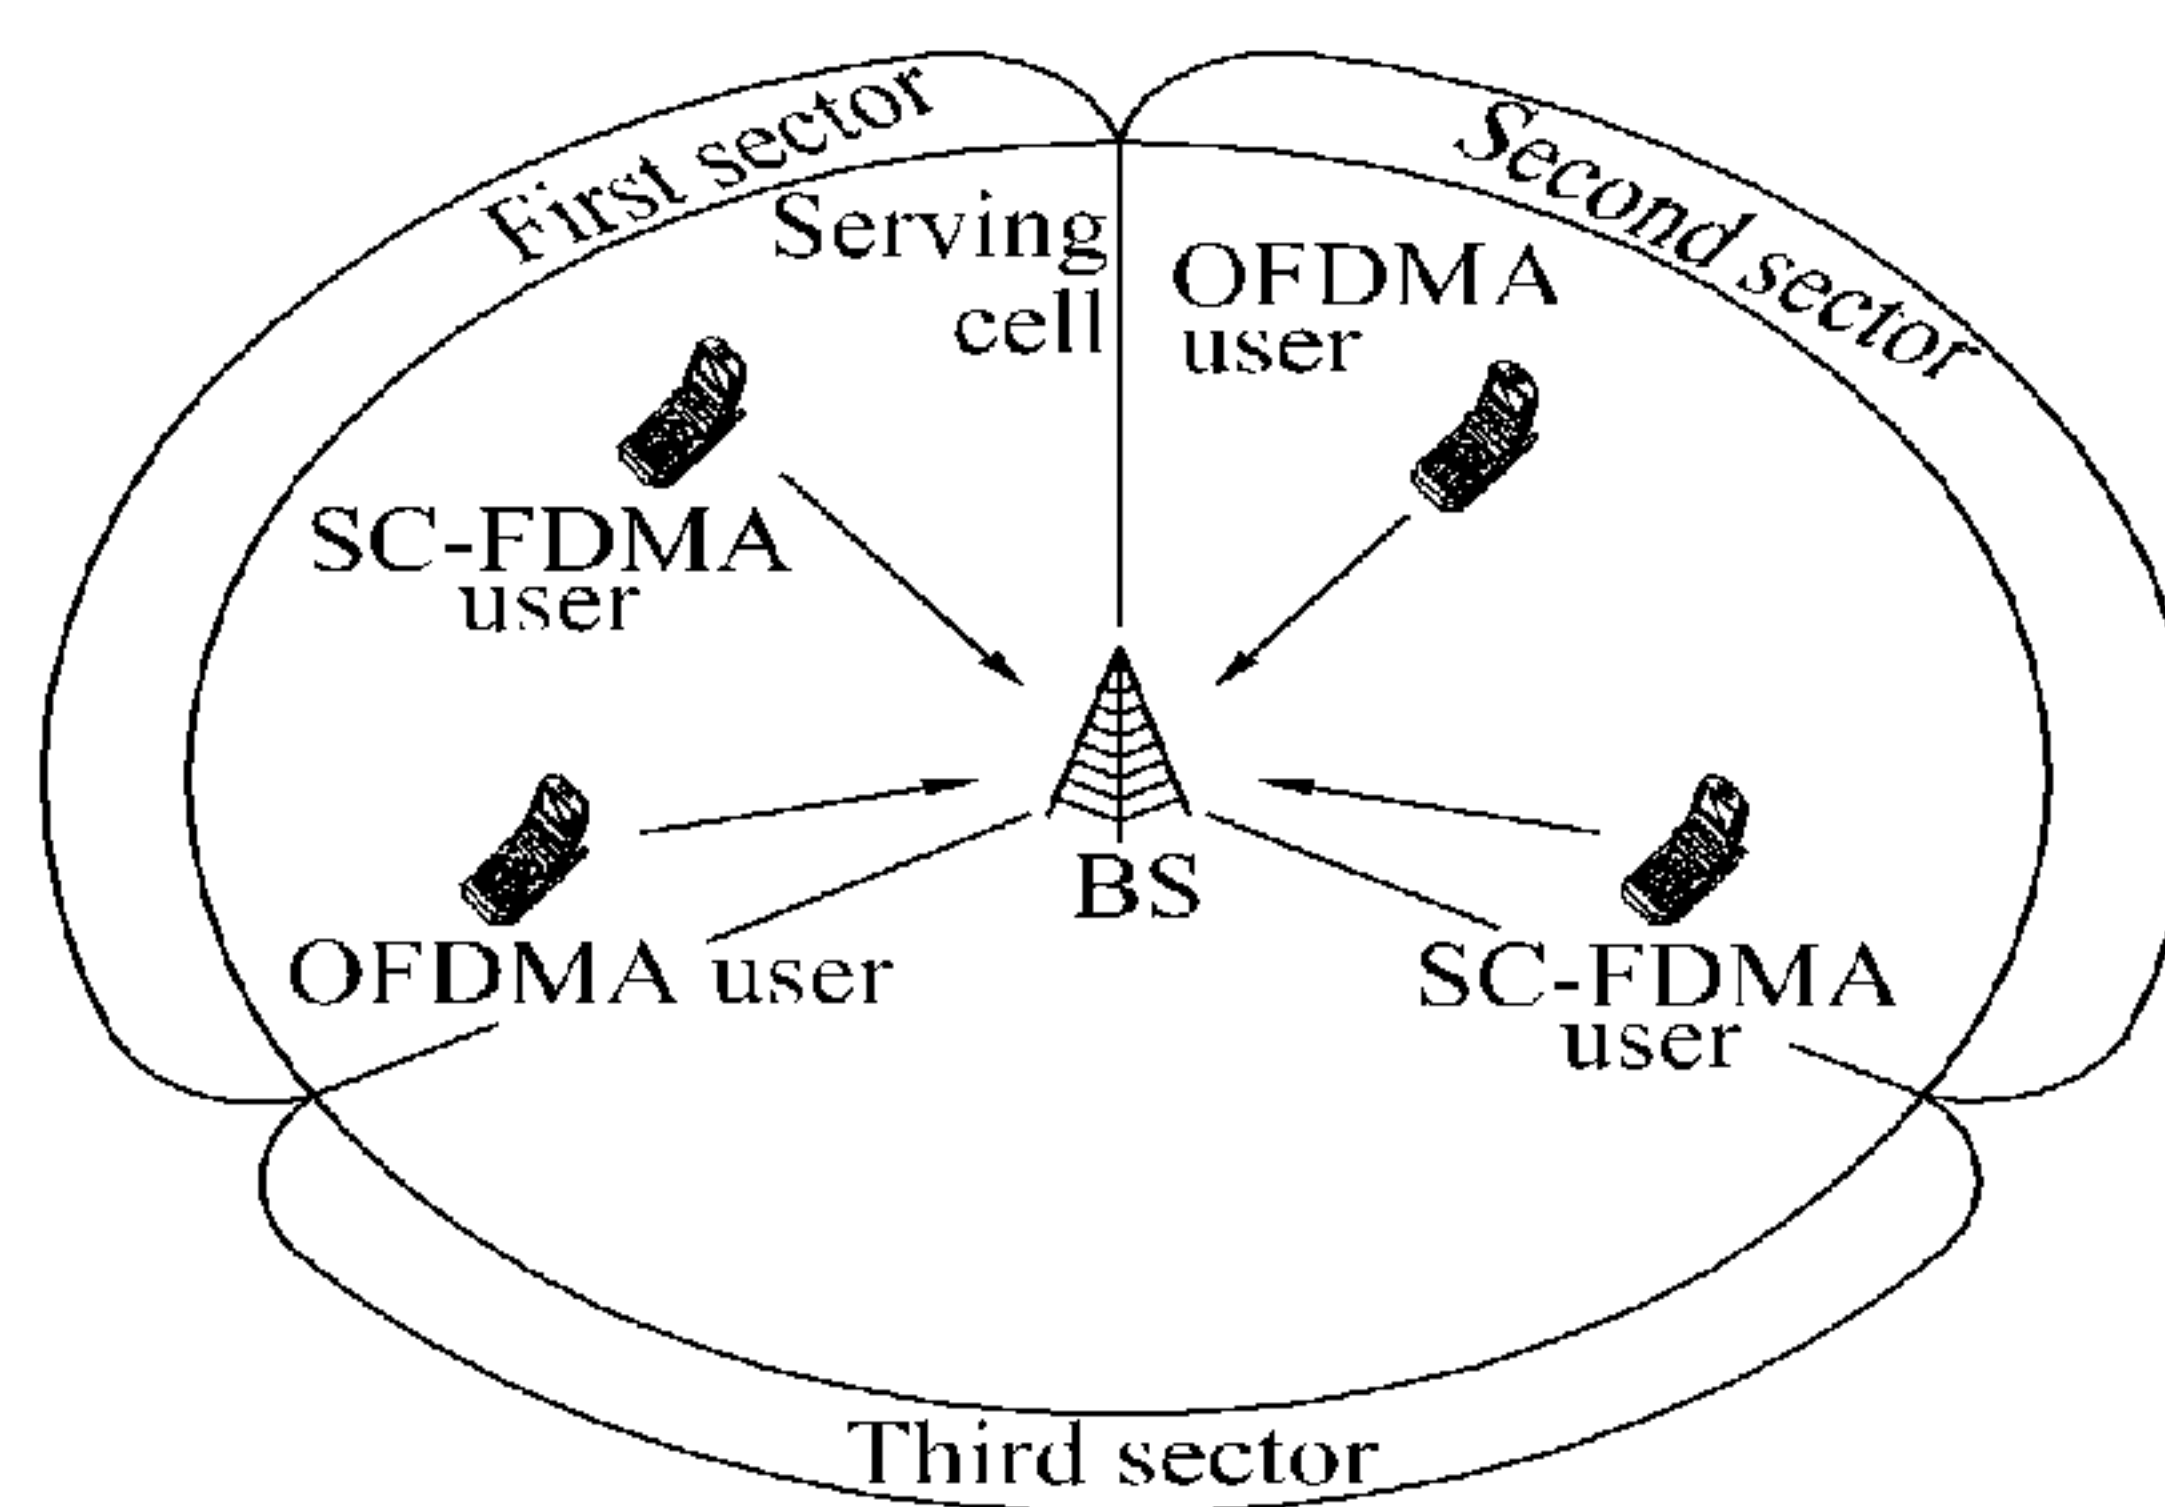 First sector
Second sector
Serving
cell
OFDMA
user
SC-FDMA
user
BS
OFDMA user
SC-FDMA
user
Third sector